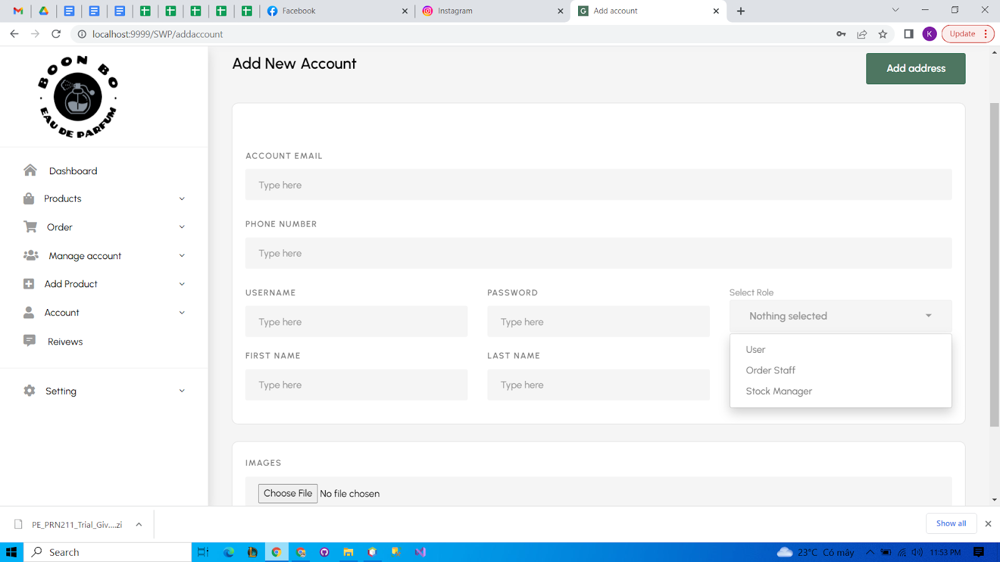 Facebook
Instagram
G Add account
localhost:9999/SWP/addaccount
K
Update
BOON BO
EAU DE PARFUM
Dashboard
Products
Order
Manage account
Add Product
Account
Reivews
Setting
Add New Account
Add address
ACCOUNT EMAIL
Type here
PHONE NUMBER
Type here
USERNAME
PASSWORD
Select Role
Type here
Type here
Nothing selected
User
Order Staff
Stock Manager
FIRST NAME
LAST NAME
Type here
Type here
IMAGES
Choose File No file chosen
PE_PRN211_Trial_Giv....zi
Show all
Search
23°C Có mây
11:53 PM